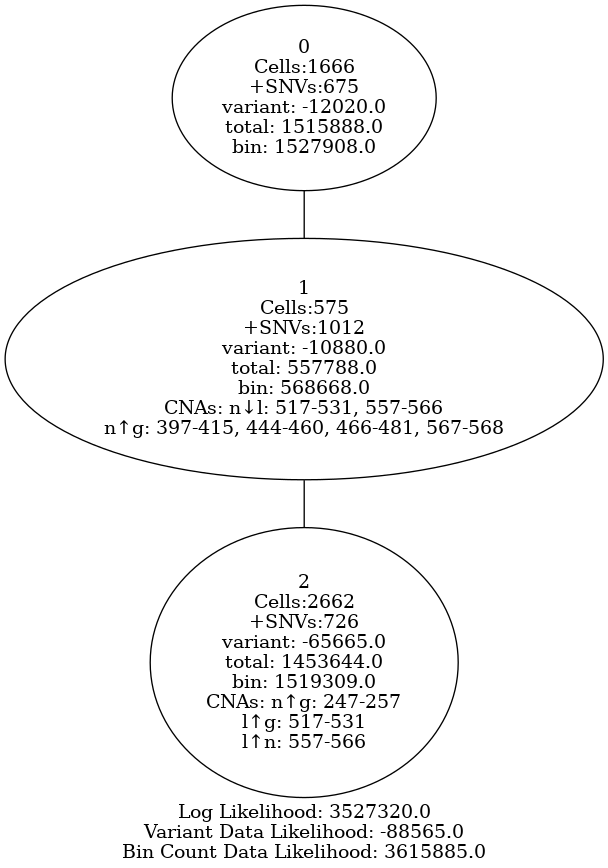 0
Cells:1666
+SNVs:675
variant: -12020.0
total: 1515888.0
bin: 1527908.0
1
Cells:575
+SNVs:1012
variant: -10880.0
total: 557788.0
bin: 568668.0
CNAs: n↓l: 517-531, 557-566
n↑g: 397-415, 444-460, 466-481, 567-568
2
Cells:2662
+SNVs:726
variant: -65665.0
total: 1453644.0
bin: 1519309.0
CNAs: n↑g: 247-257
l↑g: 517-531
l↑n: 557-566
Log Likelihood: 3527320.0
Variant Data Likelihood: -88565.0
Bin Count Data Likelihood: 3615885.0